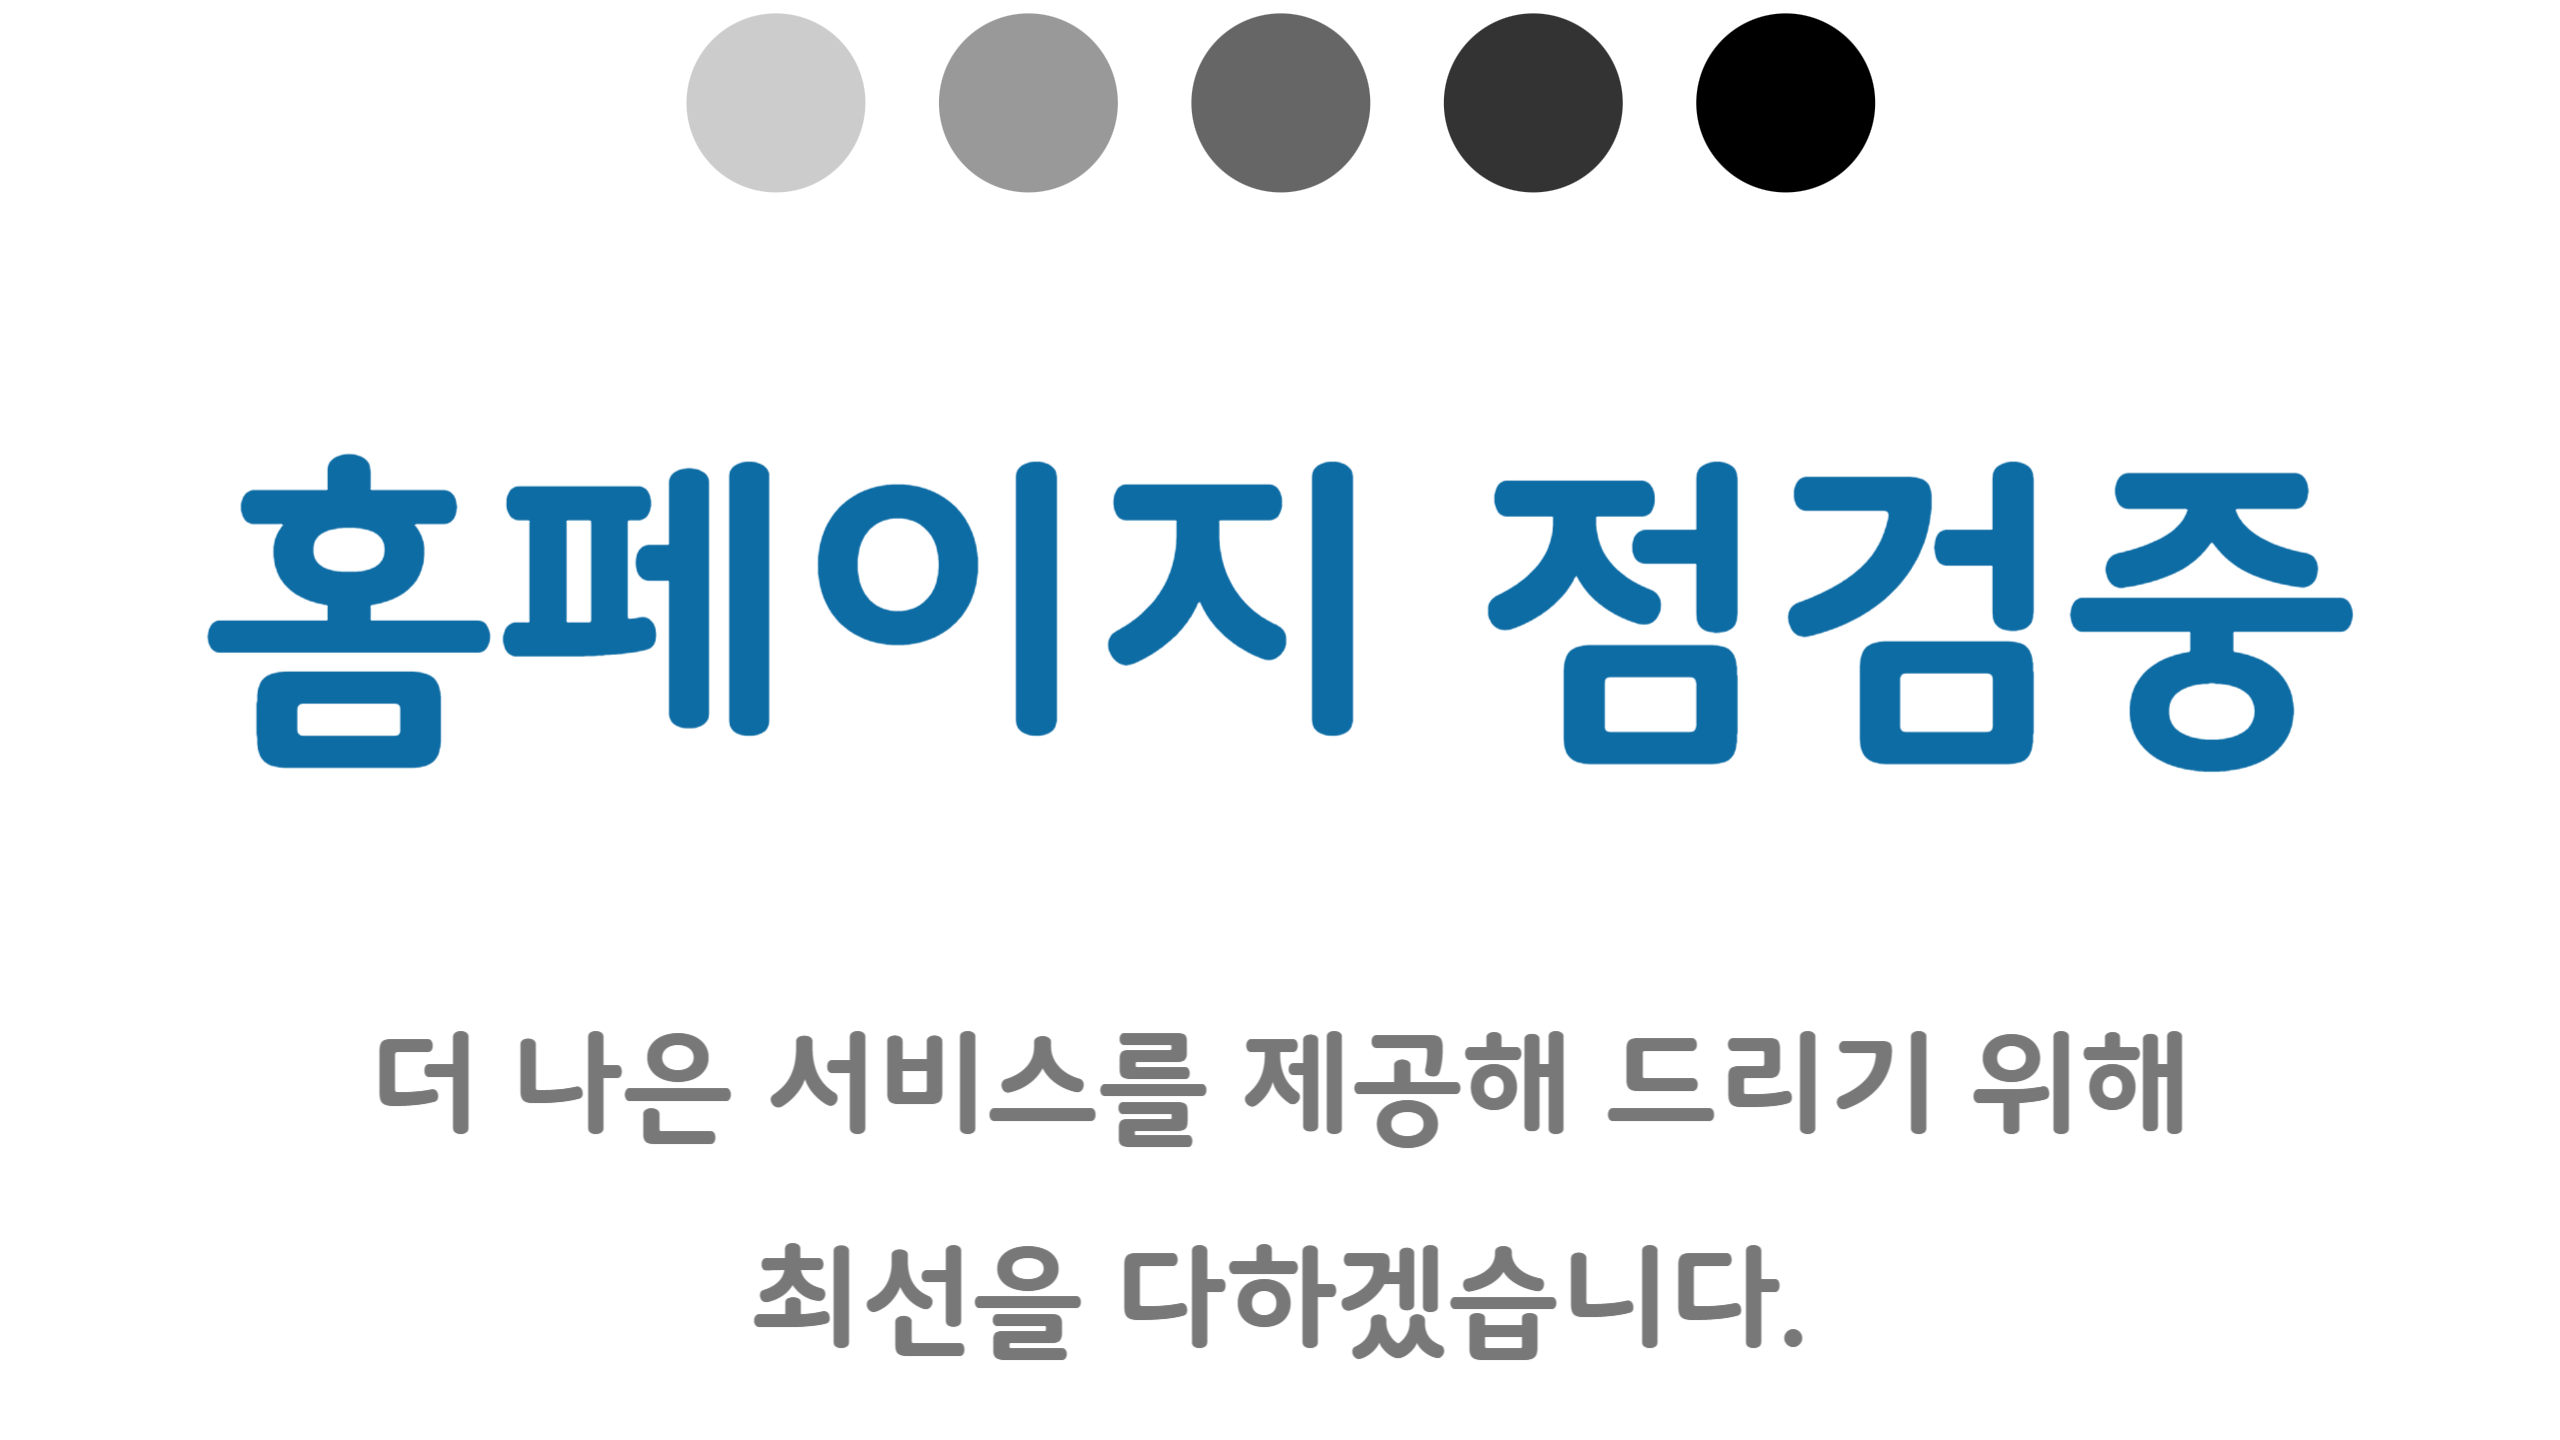 홈페이지 점검중
더 나은 서비스를 제공해 드리기 위해
최선을 다하겠습니다.